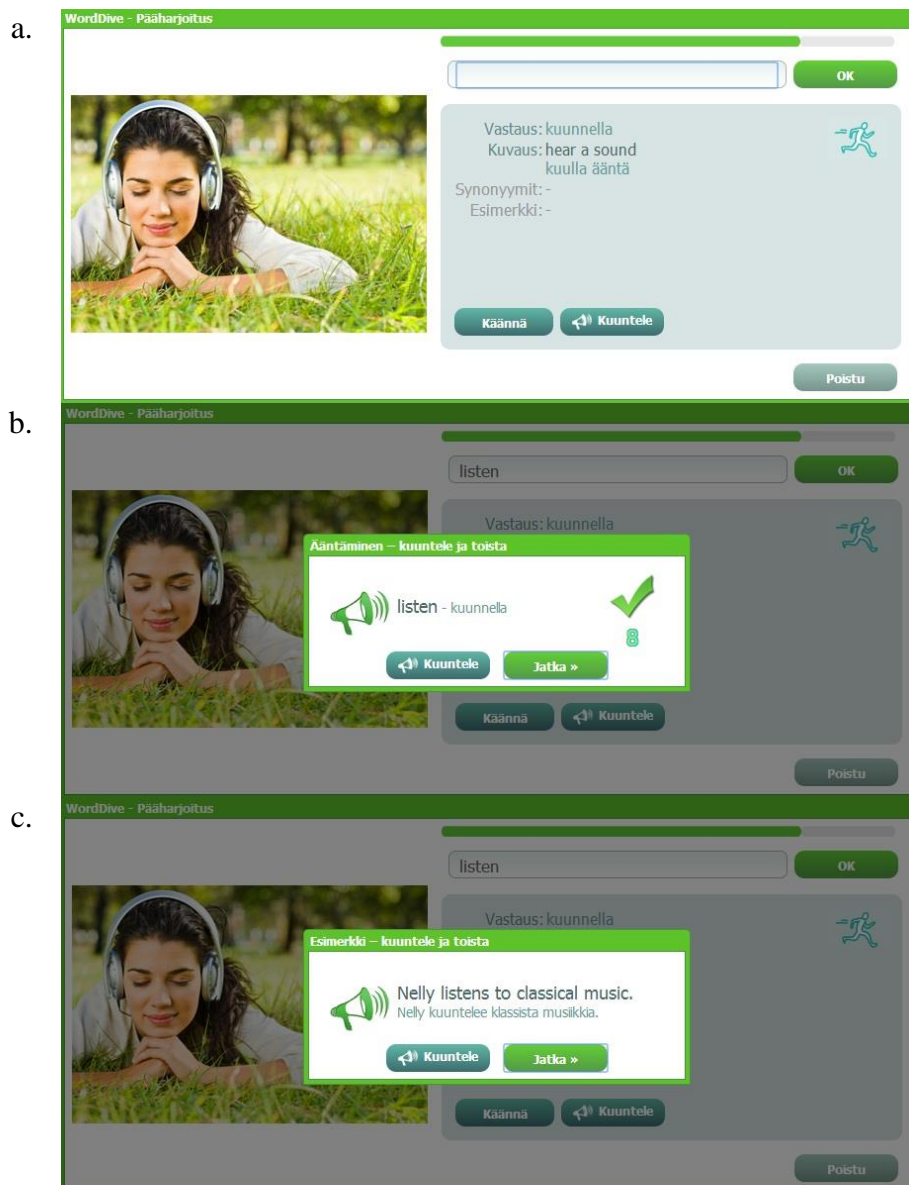 a.
WordDive - Pääharjoitus
OK
Vastaus: kuunnella
Kuvaus: hear a sound
kuulla ääntä
Synonyymit: -
Esimerkki: -
Käännä
Kuuntele
Poistu
b.
WordDive - Pääharjoitus
listen
OK
Vastaus: kuunnella
Ääntäminen – kuuntele ja toista
listen - kuunnella
8
Kuuntele
Jatka »
Käännä
Kuuntele
Poistu
c.
WordDive - Pääharjoitus
listen
OK
Vastaus: kuunnella
Esimerkki – kuuntele ja toista
Nelly listens to classical music.
Nelly kuuntelee klassista musiikkia.
Kuuntele
Jatka »
Käännä
Kuuntele
Poistu